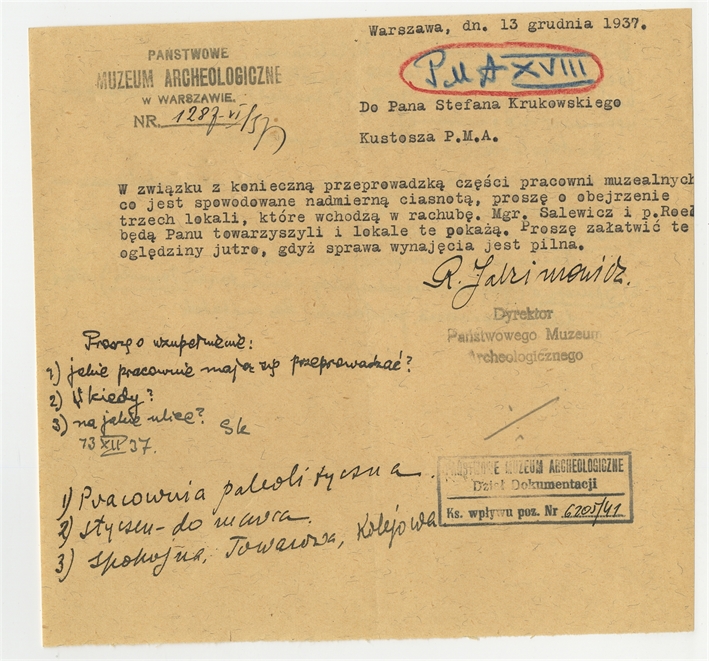 Warszawa, dn. 13 grudnia 1937.
PAŃSTWOWE
MUZEUM ARCHEOLOGICZNE
W WARSZAWIE.
NR. 1287-VI/37
PMA XVIII
Do Pana Stefana Krukowskiego
Kustosza P.M.A.
W związku z konieczną przeprowadzką części pracowni muzealnych
co jest spowodowane nadmierną ciasnotą, proszę o obejrzenie
trzech lokali, które wchodzą w rachubę. Mgr. Salewicz i p.Roel
będą Panu towarzyszyli i lokale te pokażą. Proszę załatwić te
oględziny jutro, gdyż sprawa wynajęcia jest pilna.
R. Jakimowicz.
Dyrektor
Państwowego Muzeum
Archeologicznego
Proszę o uzupełnienie:
1) jakie pracownie mają się przeprowadzać?
2) kiedy?
3) na jakie ulice? Sk
13 XII 37.
1) Pracownia paleolityczna.
2) styczeń - do marca.
3) Spokojna, Towarowa, Kolejowa
PAŃSTWOWE MUZEUM ARCHEOLOGICZNE
Dział Dokumentacji
Ks. wpływu poz. Nr 6205/41